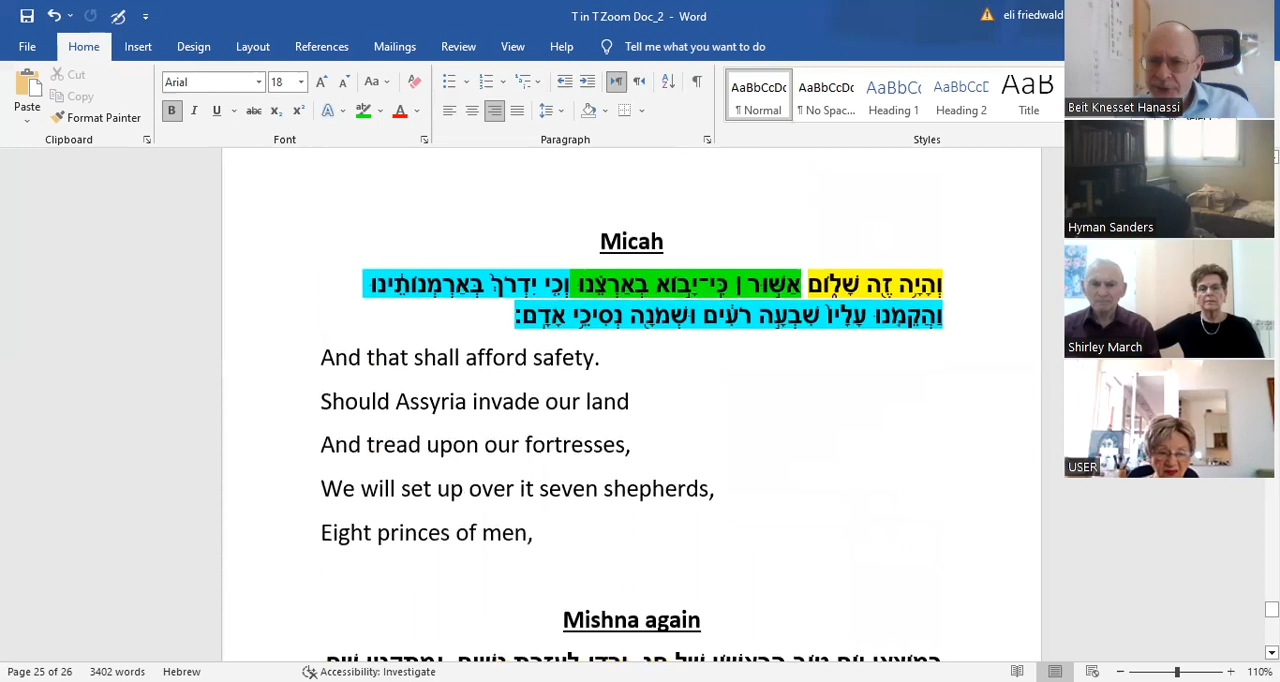 T in T Zoom Doc_2 - Word
eli friedwald
File Home Insert Design Layout References Mailings Review View Help Tell me what you want to do
Paste
Cut
Copy
Format Painter
Clipboard
Arial 18
Font
Paragraph
AaBbCcDc AaBbCcDc AaBbCc AaBbCcD AaB
¶ Normal ¶ No Spac... Heading 1 Heading 2 Title
Styles
Beit Knesset Hanassi
Hyman Sanders
Shirley March
USER
Micah
וְהָיָ֥ה זֶ֖ה שָׁל֑וֹם אַשּׁ֣וּר | כִּֽי־יָב֣וֹא בְאַרְצֵ֗נוּ וְכִ֤י יִדְרֹךְ֙ בְּאַרְמְנוֹתֵ֔ינוּ
וַהֲקֵמֹ֤נוּ עָלָיו֙ שִׁבְעָ֣ה רֹעִ֔ים וּשְׁמֹנָ֖ה נְסִיכֵ֥י אָדָֽם׃
And that shall afford safety.
Should Assyria invade our land
And tread upon our fortresses,
We will set up over it seven shepherds,
Eight princes of men,
Mishna again
Page 25 of 26 3402 words Hebrew Accessibility: Investigate 110%